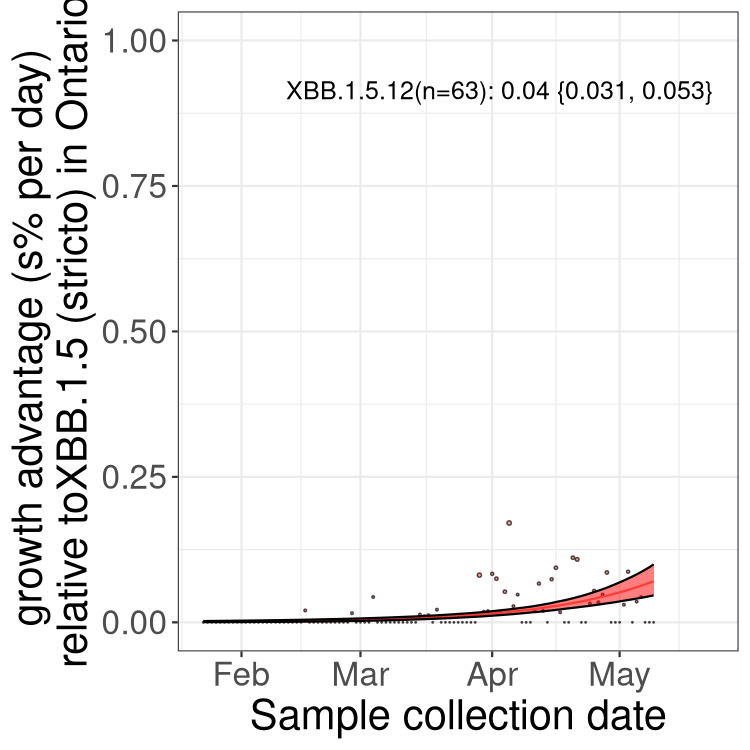 growth advantage (s% per day)
relative toXBB.1.5 (stricto) in Ontario
1.00
0.75
0.50
0.25
0.00
XBB.1.5.12(n=63): 0.04 {0.031, 0.053}
Feb Mar Apr May
Sample collection date